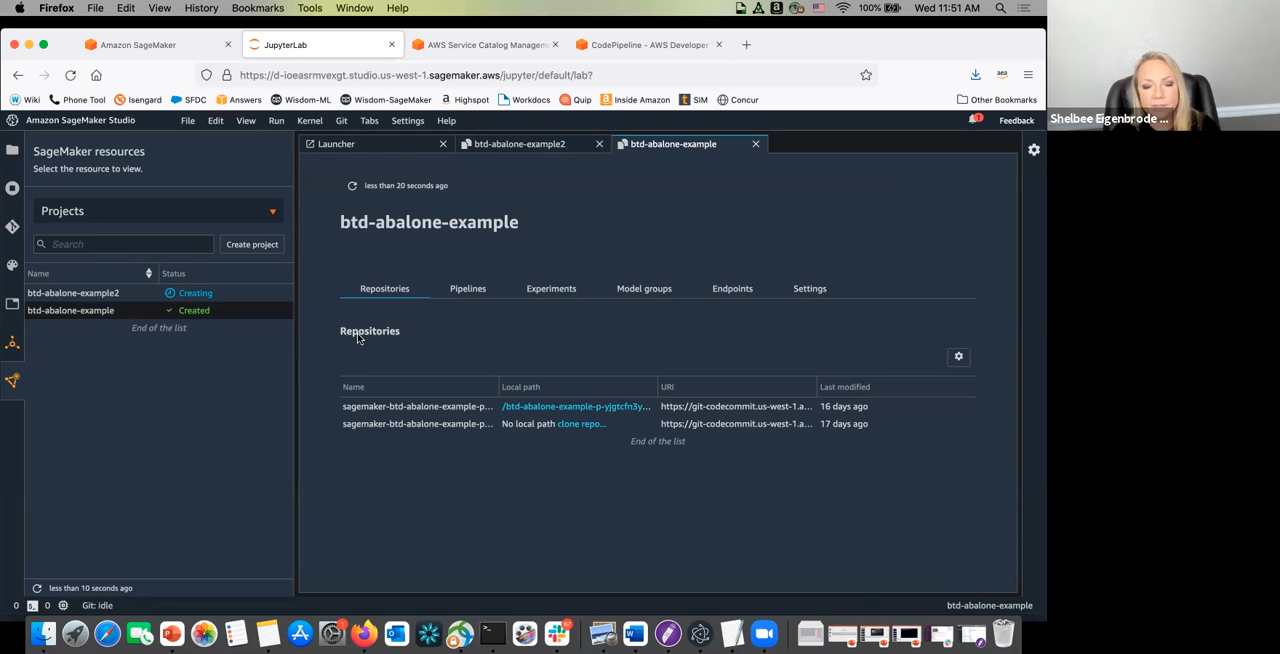 Firefox File Edit View History Bookmarks Tools Window Help 100% Wed 11:51 AM
Amazon SageMaker JupyterLab AWS Service Catalog Managem CodePipeline - AWS Developer
https://d-ioeasrmvexgt.studio.us-west-1.sagemaker.aws/jupyter/default/lab?
Wiki Phone Tool Isengard SFDC Answers Wisdom-ML Wisdom-SageMaker Highspot Workdocs Quip Inside Amazon SIM Concur Other Bookmarks
Amazon SageMaker Studio File Edit View Run Kernel Git Tabs Settings Help 1 Feedback
Shelbee Eigenbrode ...
Launcher btd-abalone-example2 btd-abalone-example
SageMaker resources
Select the resource to view.
Projects
Search Create project
Name Status
btd-abalone-example2 Creating
btd-abalone-example Created
End of the list
less than 10 seconds ago
less than 20 seconds ago
btd-abalone-example
Repositories Pipelines Experiments Model groups Endpoints Settings
Repositories
Name Local path URI Last modified
sagemaker-btd-abalone-example-p... /btd-abalone-example-p-yjgtcfn3y... https://git-codecommit.us-west-1.a... 16 days ago
sagemaker-btd-abalone-example-p... No local path clone repo... https://git-codecommit.us-west-1.a... 17 days ago
End of the list
0 0 Git: idle btd-abalone-example